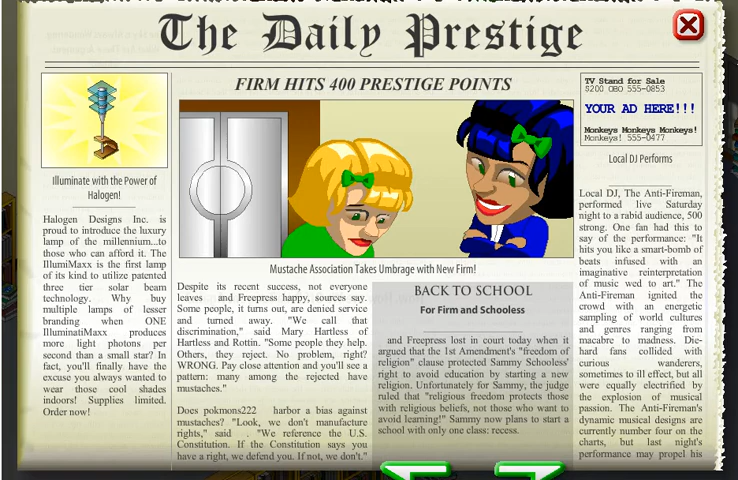 The Daily Prestige
FIRM HITS 400 PRESTIGE POINTS
Illuminate with the Power of
Halogen!
Halogen Designs Inc. is
proud to introduce the luxury
lamp of the millennium...to
those who can afford it. The
IllumiMaxx is the first lamp
of its kind to utilize patented
three tier solar beam
technology. Why buy
multiple lamps of lesser
branding when ONE
IlluminatiMaxx produces
more light photons per
second than a small star? In
fact, you'll finally have the
excuse you always wanted to
wear those cool shades
indoors! Supplies limited.
Order now!
Mustache Association Takes Umbrage with New Firm!
Despite its recent success, not everyone
leaves and Freepress happy, sources say.
Some people, it turns out, are denied service
and turned away. "We call that
discrimination," said Mary Hartless of
Hartless and Rottin. "Some people they help.
Others, they reject. No problem, right?
WRONG. Pay close attention and you'll see a
pattern: many among the rejected have
mustaches."
Does pokmons222 harbor a bias against
mustaches? "Look, we don't manufacture
rights," said . "We reference the U.S.
Constitution. If the Constitution says you
have a right, we defend you. If not, we don't."
BACK TO SCHOOL
For Firm and Schooless
and Freepress lost in court today when it
argued that the 1st Amendment's "freedom of
religion" clause protected Sammy Schooless'
right to avoid education by starting a new
religion. Unfortunately for Sammy, the judge
ruled that "religious freedom protects those
with religious beliefs, not those who want to
avoid learning!" Sammy now plans to start a
school with only one class: recess.
TV Stand for Sale
$200 OBO 555-0853
YOUR AD HERE!!!
Monkeys Monkeys Monkeys!
Monkeys! 555-0477
Local DJ Performs
Local DJ, The Anti-Fireman,
performed live Saturday
night to a rabid audience, 500
strong. One fan had this to
say of the performance: "It
hits you like a smart-bomb of
beats infused with an
imaginative reinterpretation
of music wed to art." The
Anti-Fireman ignited the
crowd with an energetic
sampling of world cultures
and genres ranging from
macabre to madness. Die-
hard fans collided with
curious wanderers,
sometimes to ill effect, but all
were equally electrified by
the explosion of musical
passion. The Anti-Fireman's
dynamic musical designs are
currently number four on the
charts, but last night's
performance may propel his